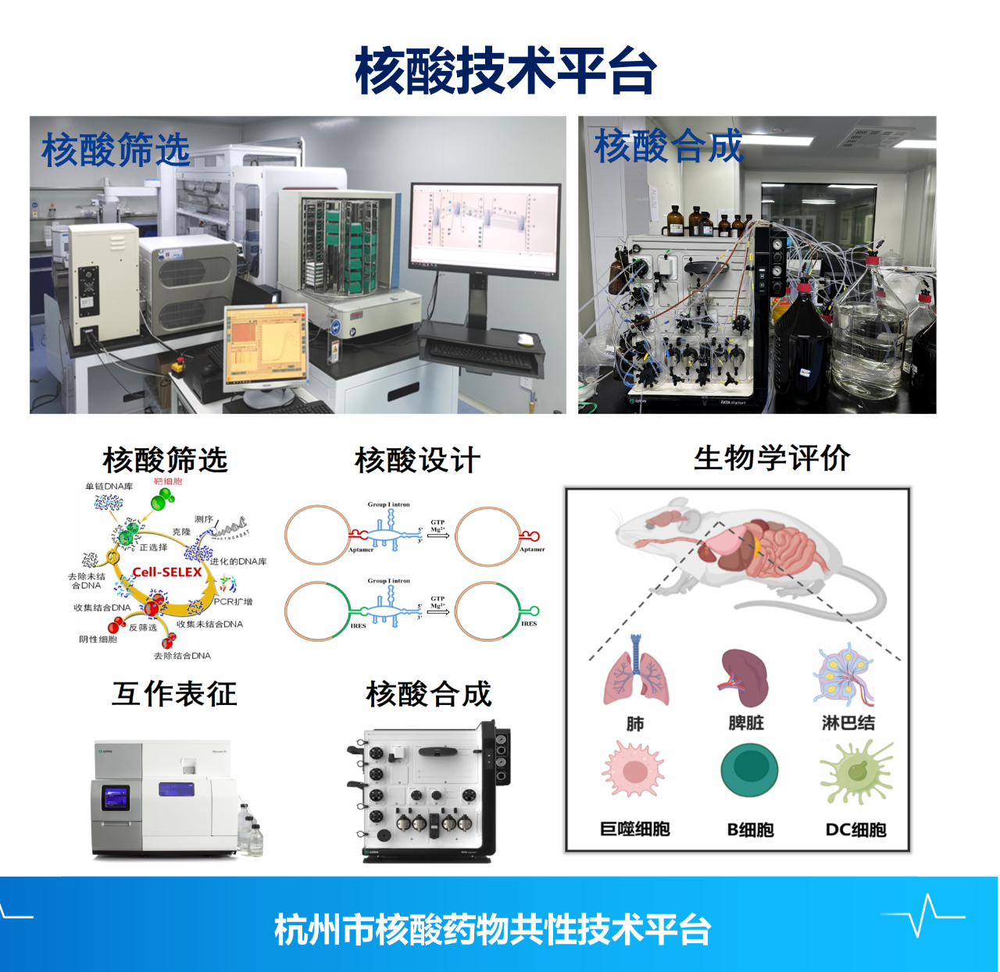 核酸技术平台
核酸筛选
核酸合成
核酸筛选
核酸设计
生物学评价
单链DNA库
靶细胞
测序
克隆
正选择
进化的DNA库
Cell-SELEX
去除未结
合DNA
PCR扩增
收集结合DNA
反筛选
收集未结合DNA
阴性细胞
去除结合DNA
Group I intron
GTP
Mg²⁺
5'
3'
Aptamer
Aptamer
Group I intron
GTP
Mg²⁺
5'
3'
IRES
IRES
肺
脾脏
淋巴结
巨噬细胞
B细胞
DC细胞
互作表征
核酸合成
杭州市核酸药物共性技术平台